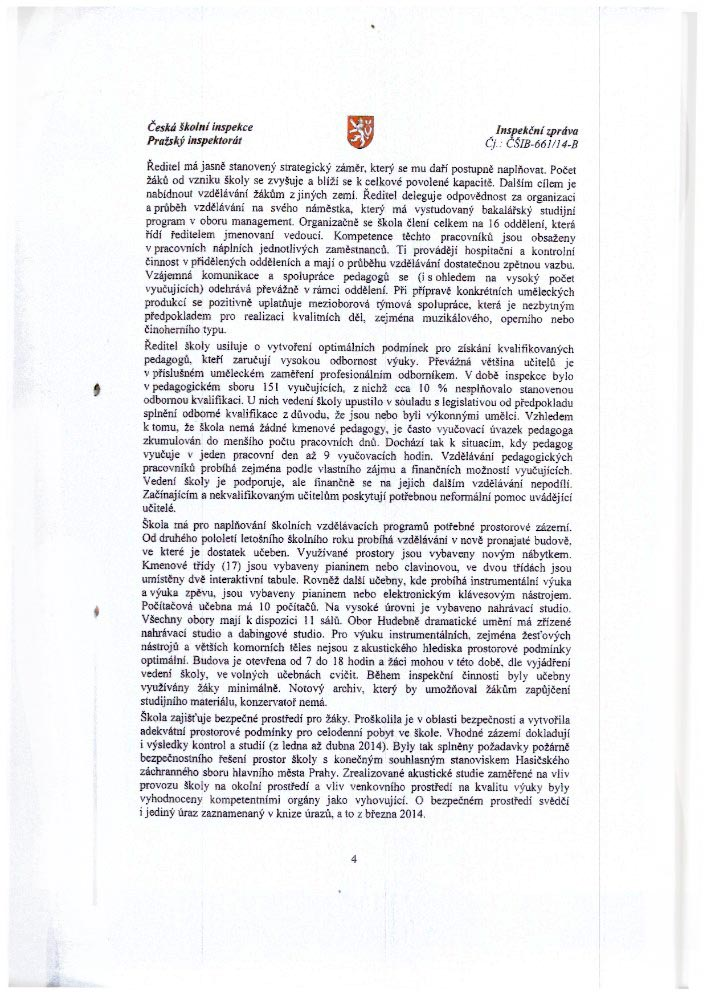 Česká školní inspekce
Pražský inspektorát
Inspekční zpráva
Čj.: ČŠIB-661/14-B
Ředitel má jasně stanovený strategický záměr, který se mu daří postupně naplňovat. Počet
žáků od vzniku školy se zvyšuje a blíží se k celkové povolené kapacitě. Dalším cílem je
nabídnout vzdělávání žákům z jiných zemí. Ředitel deleguje odpovědnost za organizaci
a průběh vzdělávání na svého náměstka, který má vystudovaný bakalářský studijní
program v oboru management. Organizačně se škola člení celkem na 16 oddělení, která
řídí ředitelem jmenovaní vedoucí. Kompetence těchto pracovníků jsou obsaženy
v pracovních náplních jednotlivých zaměstnanců. Ti provádějí hospitační a kontrolní
činnost v přidělených odděleních a mají o průběhu vzdělávání dostatečnou zpětnou vazbu.
Vzájemná komunikace a spolupráce pedagogů se (i s ohledem na vysoký počet
vyučujících) odehrává převážně v rámci oddělení. Při přípravě konkrétních uměleckých
produkcí se pozitivně uplatňuje mezioborová týmová spolupráce, která je nezbytným
předpokladem pro realizaci kvalitních děl, zejména muzikálového, operního nebo
činoherního typu.
Ředitel školy usiluje o vytvoření optimálních podmínek pro získání kvalifikovaných
pedagogů, kteří zaručují vysokou odbornost výuky. Převážná většina učitelů je
v příslušném uměleckém zaměření profesionálním odborníkem. V době inspekce bylo
v pedagogickém sboru 151 vyučujících, z nichž cca 10 % nesplňovalo stanovenou
odbornou kvalifikaci. U nich vedení školy upustilo v souladu s legislativou od předpokladu
splnění odborné kvalifikace z důvodu, že jsou nebo byli výkonnými umělci. Vzhledem
k tomu, že škola nemá žádné kmenové pedagogy, je často vyučovací úvazek pedagoga
zkumulován do menšího počtu pracovních dnů. Dochází tak k situacím, kdy pedagog
vyučuje v jeden pracovní den až 9 vyučovacích hodin. Vzdělávání pedagogických
pracovníků probíhá zejména podle vlastního zájmu a finančních možností vyučujících.
Vedení školy je podporuje, ale finančně se na jejich dalším vzdělávání nepodílí.
Začínajícím a nekvalifikovaným učitelům poskytují potřebnou neformální pomoc uvádějící
učitelé.
Škola má pro naplňování školních vzdělávacích programů potřebné prostorové zázemí.
Od druhého pololetí letošního školního roku probíhá vzdělávání v nově pronajaté budově,
ve které je dostatek učeben. Využívané prostory jsou vybaveny novým nábytkem.
Kmenové třídy (17) jsou vybaveny pianinem nebo clavinovou, ve dvou třídách jsou
umístěny dvě interaktivní tabule. Rovněž další učebny, kde probíhá instrumentální výuka
a výuka zpěvu, jsou vybaveny pianinem nebo elektronickým klávesovým nástrojem.
Počítačová učebna má 10 počítačů. Na vysoké úrovni je vybaveno nahrávací studio.
Všechny obory mají k dispozici 11 sálů. Obor Hudebně dramatické umění má zřízené
nahrávací studio a dabingové studio. Pro výuku instrumentálních, zejména žesťových
nástrojů a větších komorních těles nejsou z akustického hlediska prostorové podmínky
optimální. Budova je otevřena od 7 do 18 hodin a žáci mohou v této době, dle vyjádření
vedení školy, ve volných učebnách cvičit. Během inspekční činnosti byly učebny
využívány žáky minimálně. Notový archiv, který by umožňoval žákům zapůjčení
studijního materiálu, konzervatoř nemá.
Škola zajišťuje bezpečné prostředí pro žáky. Proškolila je v oblasti bezpečnosti a vytvořila
adekvátní prostorové podmínky pro celodenní pobyt ve škole. Vhodné zázemí dokladují
i výsledky kontrol a studií (z ledna až dubna 2014). Byly tak splněny požadavky požárně
bezpečnostního řešení prostor školy s konečným souhlasným stanoviskem Hasičského
záchranného sboru hlavního města Prahy. Zrealizované akustické studie zaměřené na vliv
provozu školy na okolní prostředí a vliv venkovního prostředí na kvalitu výuky byly
vyhodnoceny kompetentními orgány jako vyhovující. O bezpečném prostředí svědčí
i jediný úraz zaznamenaný v knize úrazů, a to z března 2014.
4